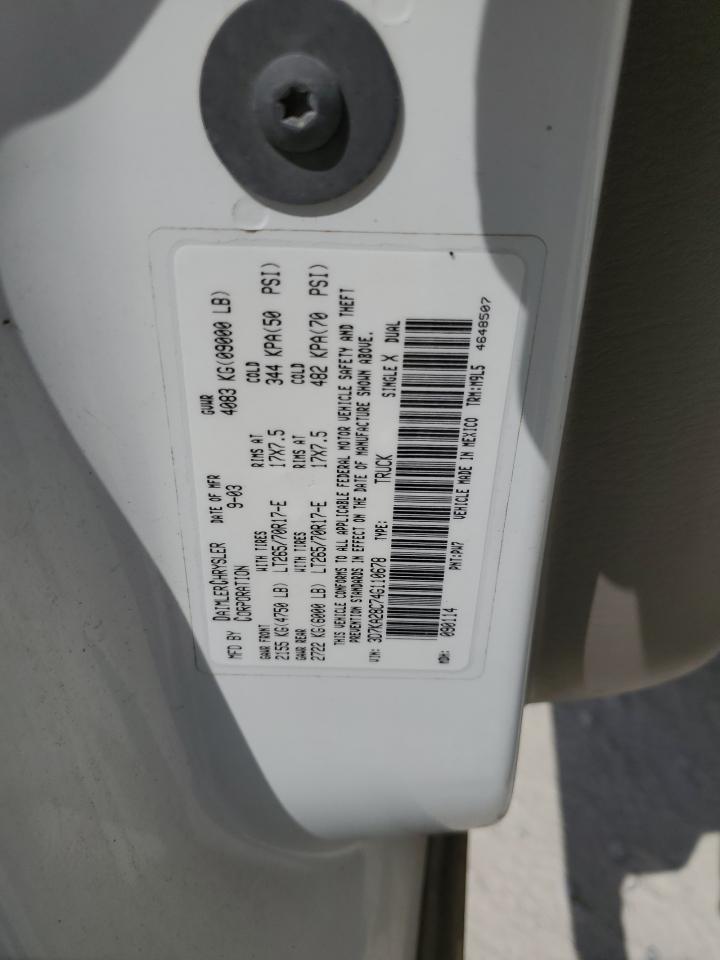 MFD BY DAIMLERCHRYSLER CORPORATION DATE OF MFR 9-03 GVWR 4083 KG(09000 LB)
GAWR FRONT WITH TIRES RIMS AT COLD
2155 KG(4750 LB) LT265/70R17-E 17X7.5 344 KPA(50 PSI)
GAWR REAR WITH TIRES RIMS AT COLD
2722 KG(6000 LB) LT265/70R17-E 17X7.5 482 KPA(70 PSI)
THIS VEHICLE CONFORMS TO ALL APPLICABLE FEDERAL MOTOR VEHICLE SAFETY AND THEFT
PREVENTION STANDARDS IN EFFECT ON THE DATE OF MANUFACTURE SHOWN ABOVE.
VIN: 3D7KA28C74G110678 TYPE: TRUCK SINGLE X DUAL
MDH: 090114 PNT:PW7 VEHICLE MADE IN MEXICO TRM:M9L5 4648507